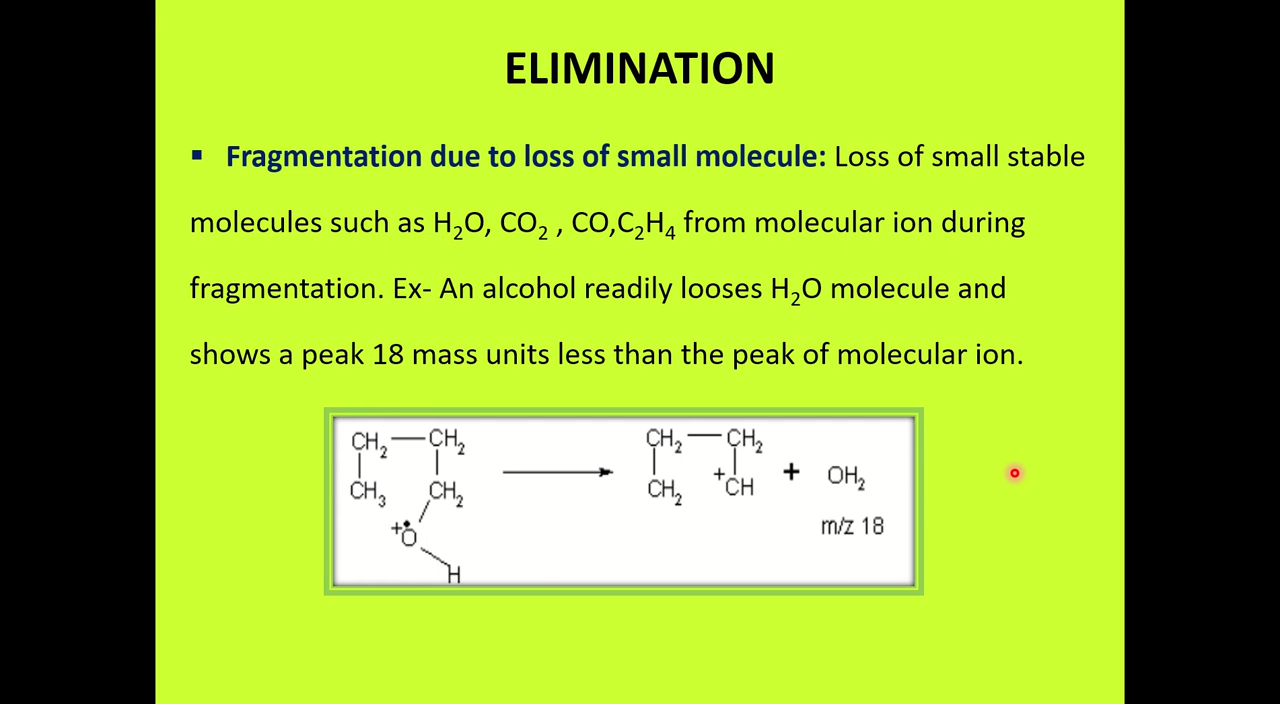 ELIMINATION
▪ Fragmentation due to loss of small molecule: Loss of small stable
molecules such as H₂O, CO₂ , CO,C₂H₄ from molecular ion during
fragmentation. Ex- An alcohol readily looses H₂O molecule and
shows a peak 18 mass units less than the peak of molecular ion.
CH₂ CH₂ CH₂ CH₂
CH₃ CH₂ CH₂ +CH + OH₂
+O m/z 18
H